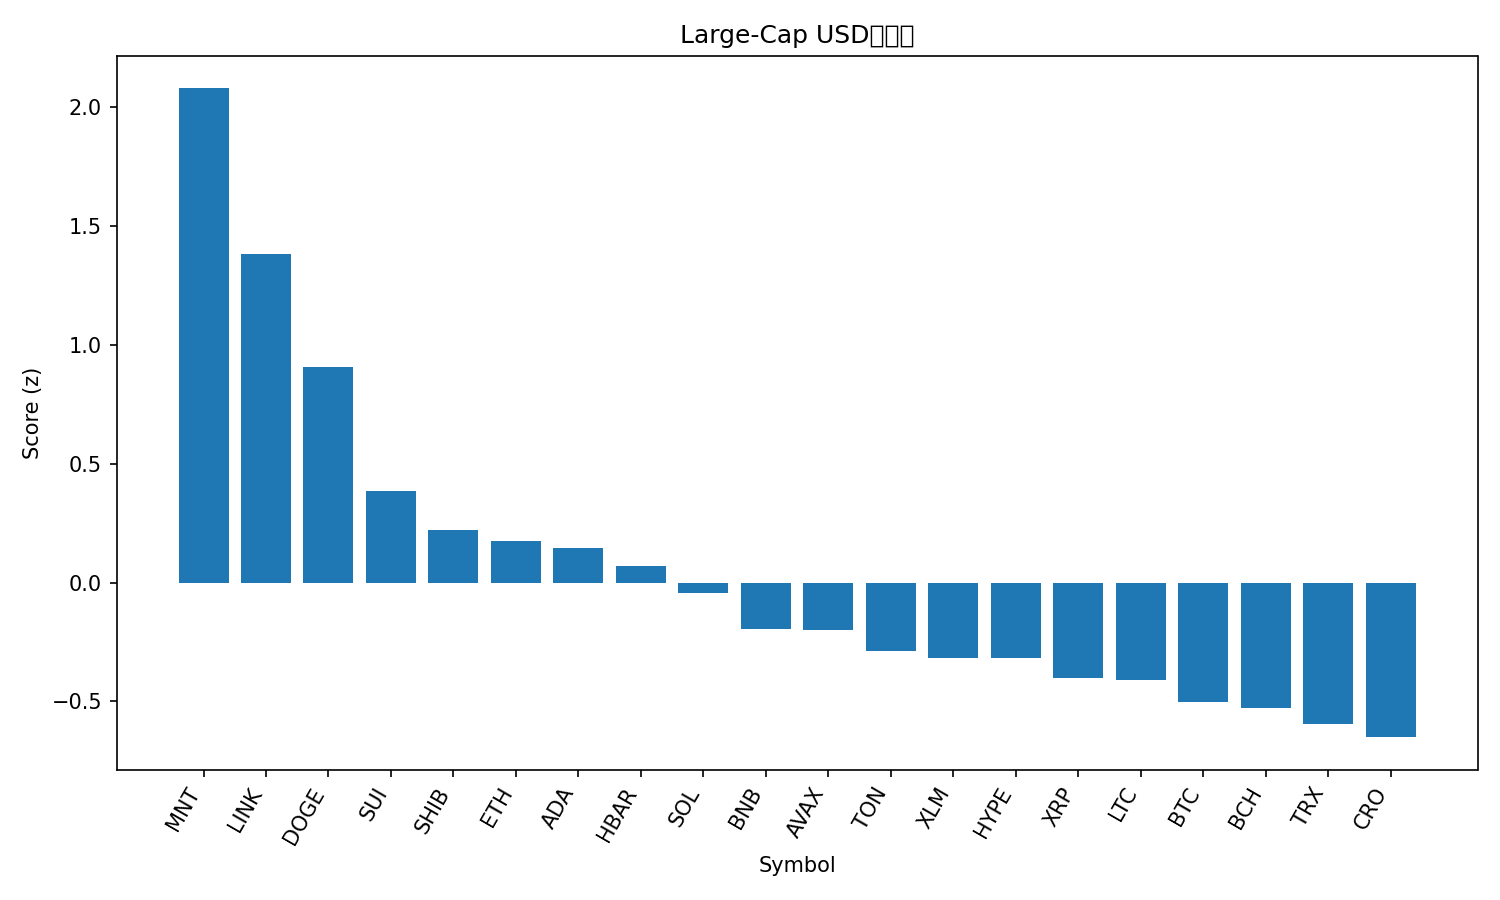 Large-Cap USD
Score (z)
2.0
1.5
1.0
0.5
0.0
−0.5
MNT
LINK
DOGE
SUI
SHIB
ETH
ADA
HBAR
SOL
BNB
AVAX
TON
XLM
HYPE
XRP
LTC
BTC
BCH
TRX
CRO
Symbol